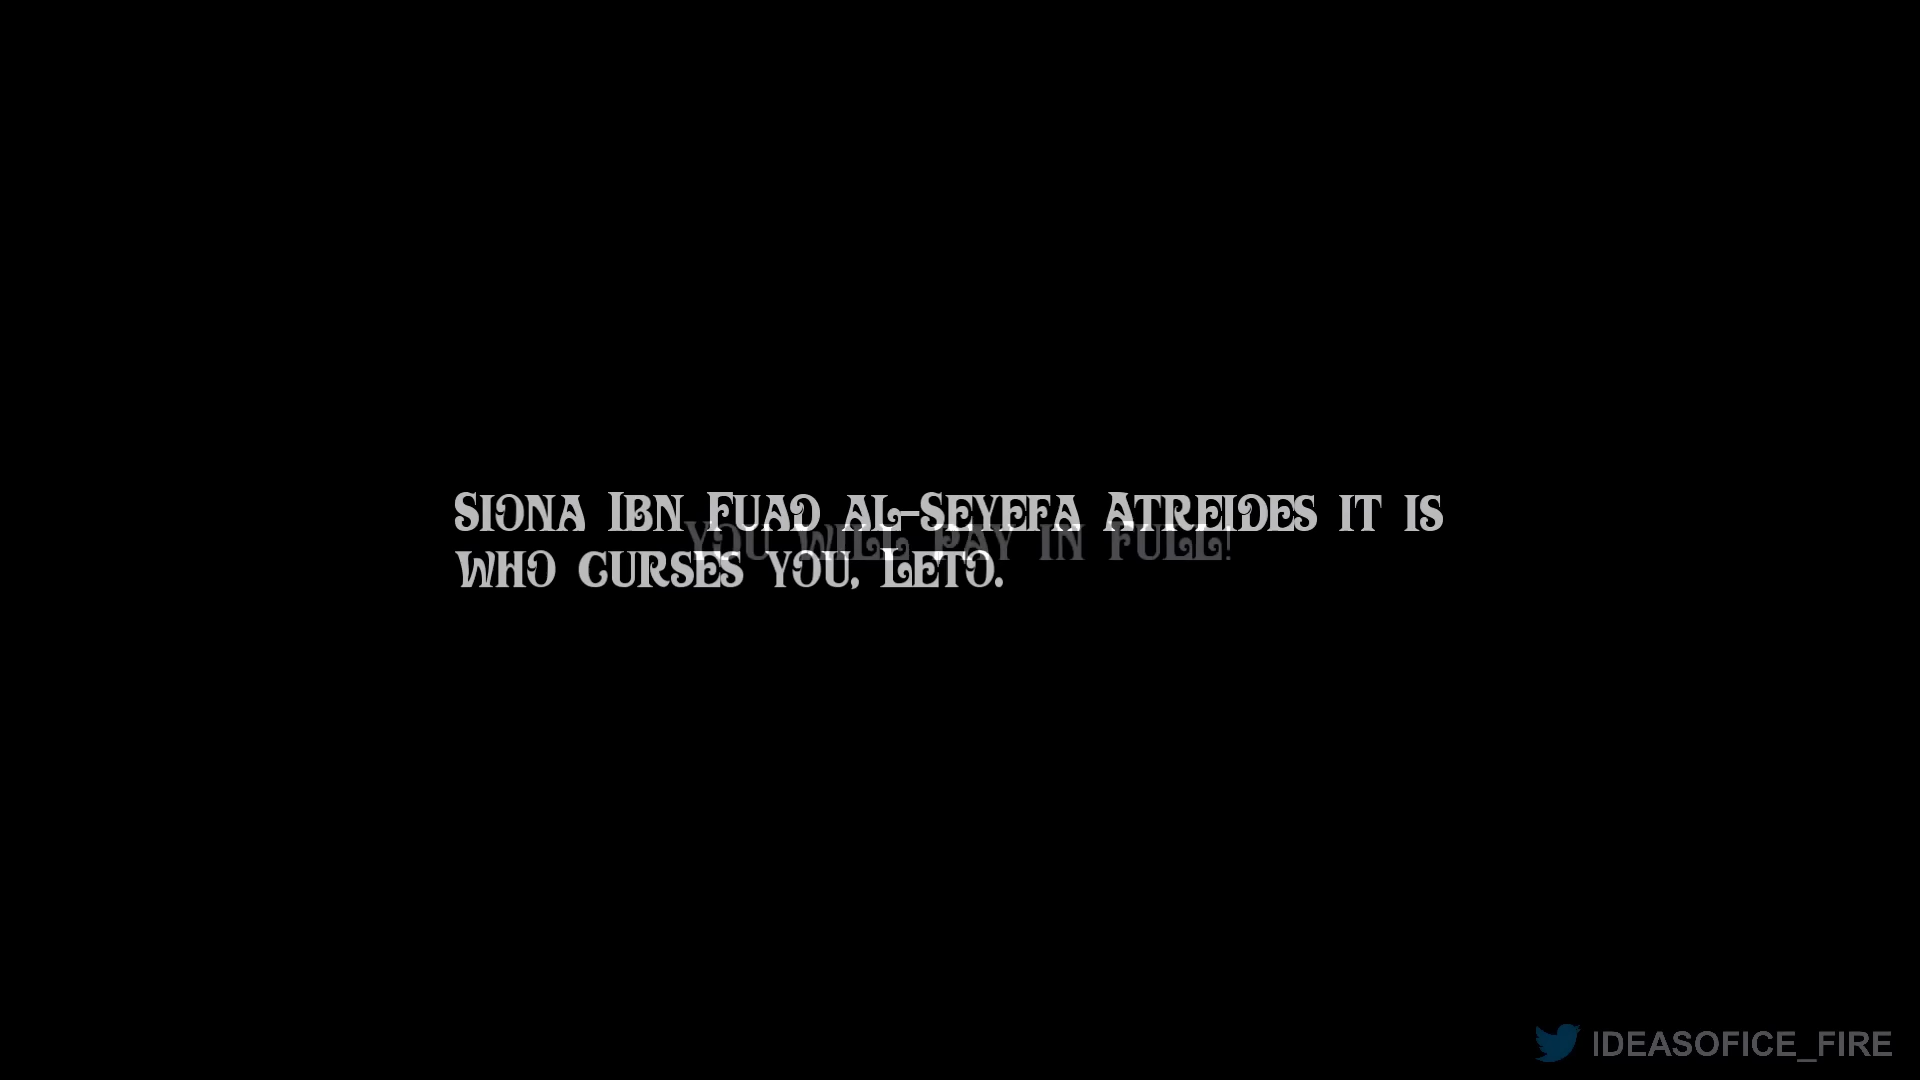 Siona Ibn Fuad al-Seyefa Atreides it is
who curses you, Leto.
You will pay in full!
IDEASOFICE_FIRE